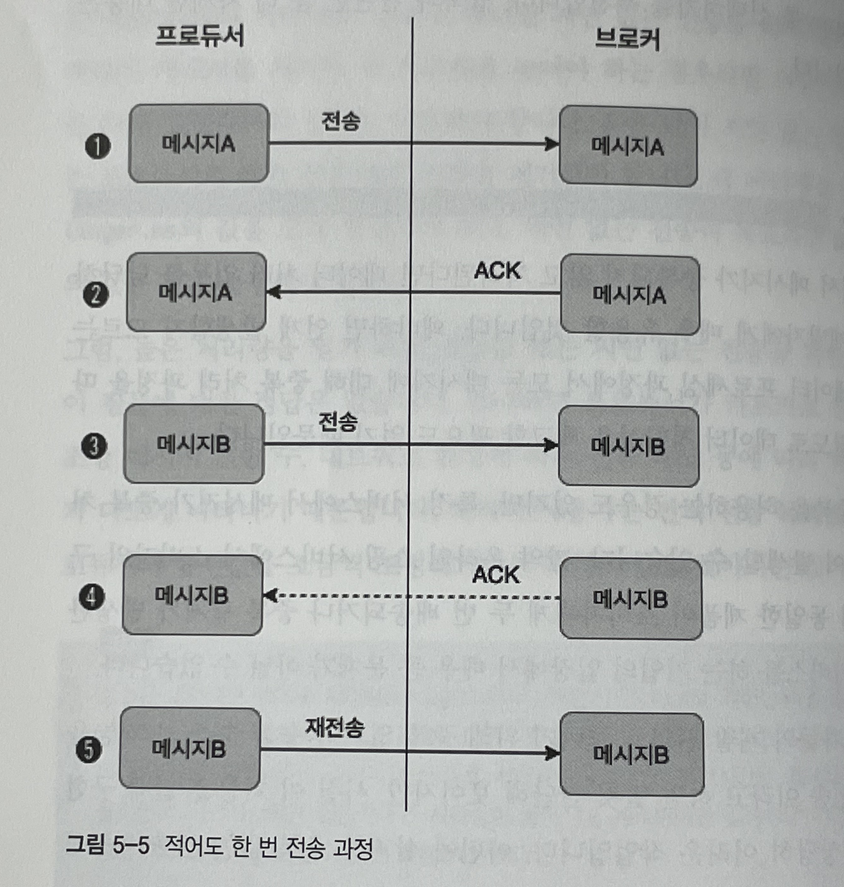 프로듀서
브로커
❶ 메시지A 전송 메시지A
❷ 메시지A ACK 메시지A
❸ 메시지B 전송 메시지B
❹ 메시지B ACK 메시지B
❺ 메시지B 재전송 메시지B
그림 5-5 적어도 한 번 전송 과정